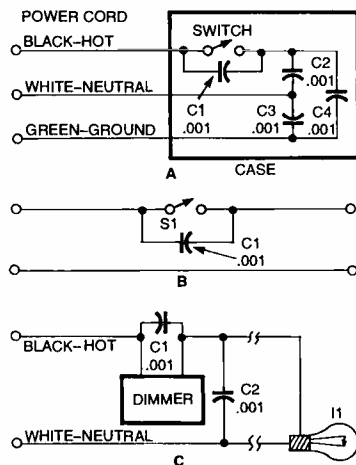 POWER CORD
SWITCH
BLACK-HOT
C2
.001
C1
.001
WHITE-NEUTRAL
C3
.001
C4
.001
GREEN-GROUND
A
CASE
S1
C1
.001
B
BLACK-HOT
C1
.001
DIMMER
C2
.001
I1
WHITE-NEUTRAL
C